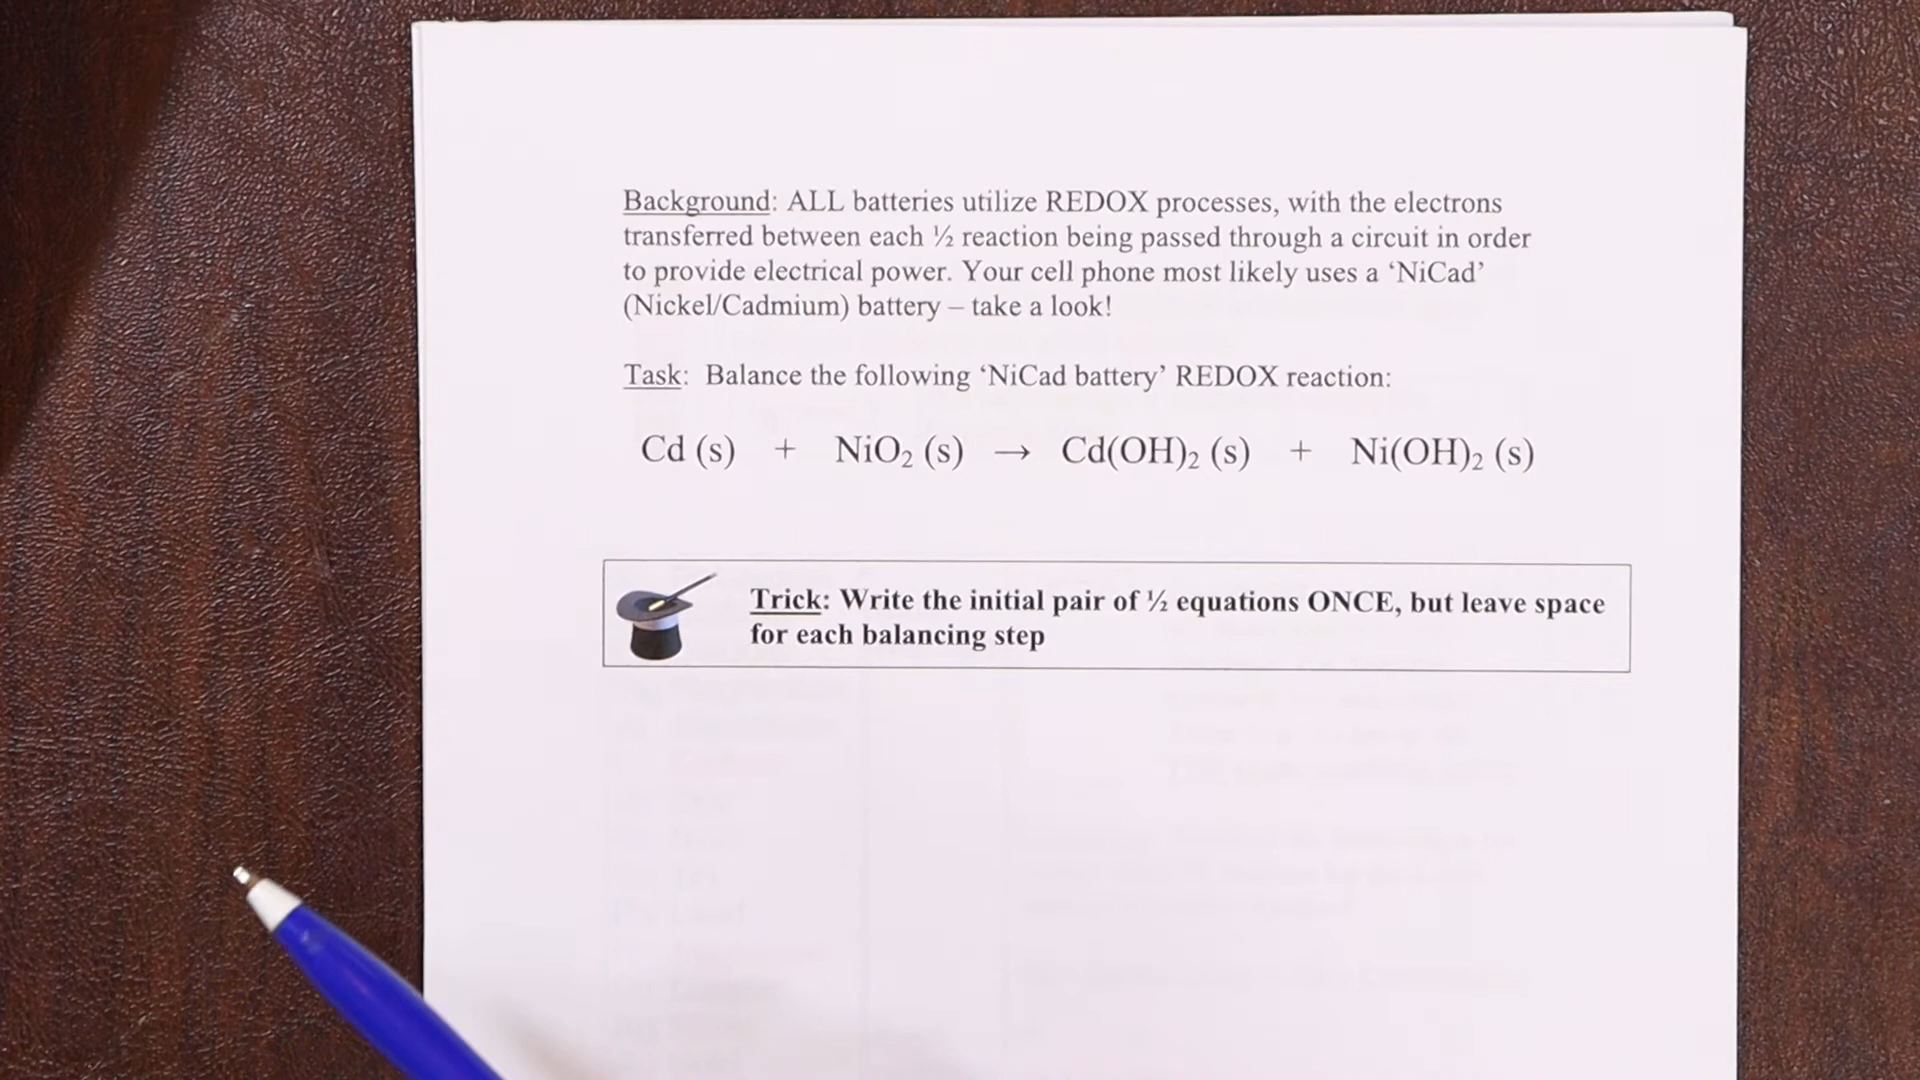 Background: ALL batteries utilize REDOX processes, with the electrons
transferred between each ½ reaction being passed through a circuit in order
to provide electrical power. Your cell phone most likely uses a ‘NiCad’
(Nickel/Cadmium) battery – take a look!
Task: Balance the following ‘NiCad battery’ REDOX reaction:
Cd (s) + NiO₂ (s) → Cd(OH)₂ (s) + Ni(OH)₂ (s)
Trick: Write the initial pair of ½ equations ONCE, but leave space
for each balancing step